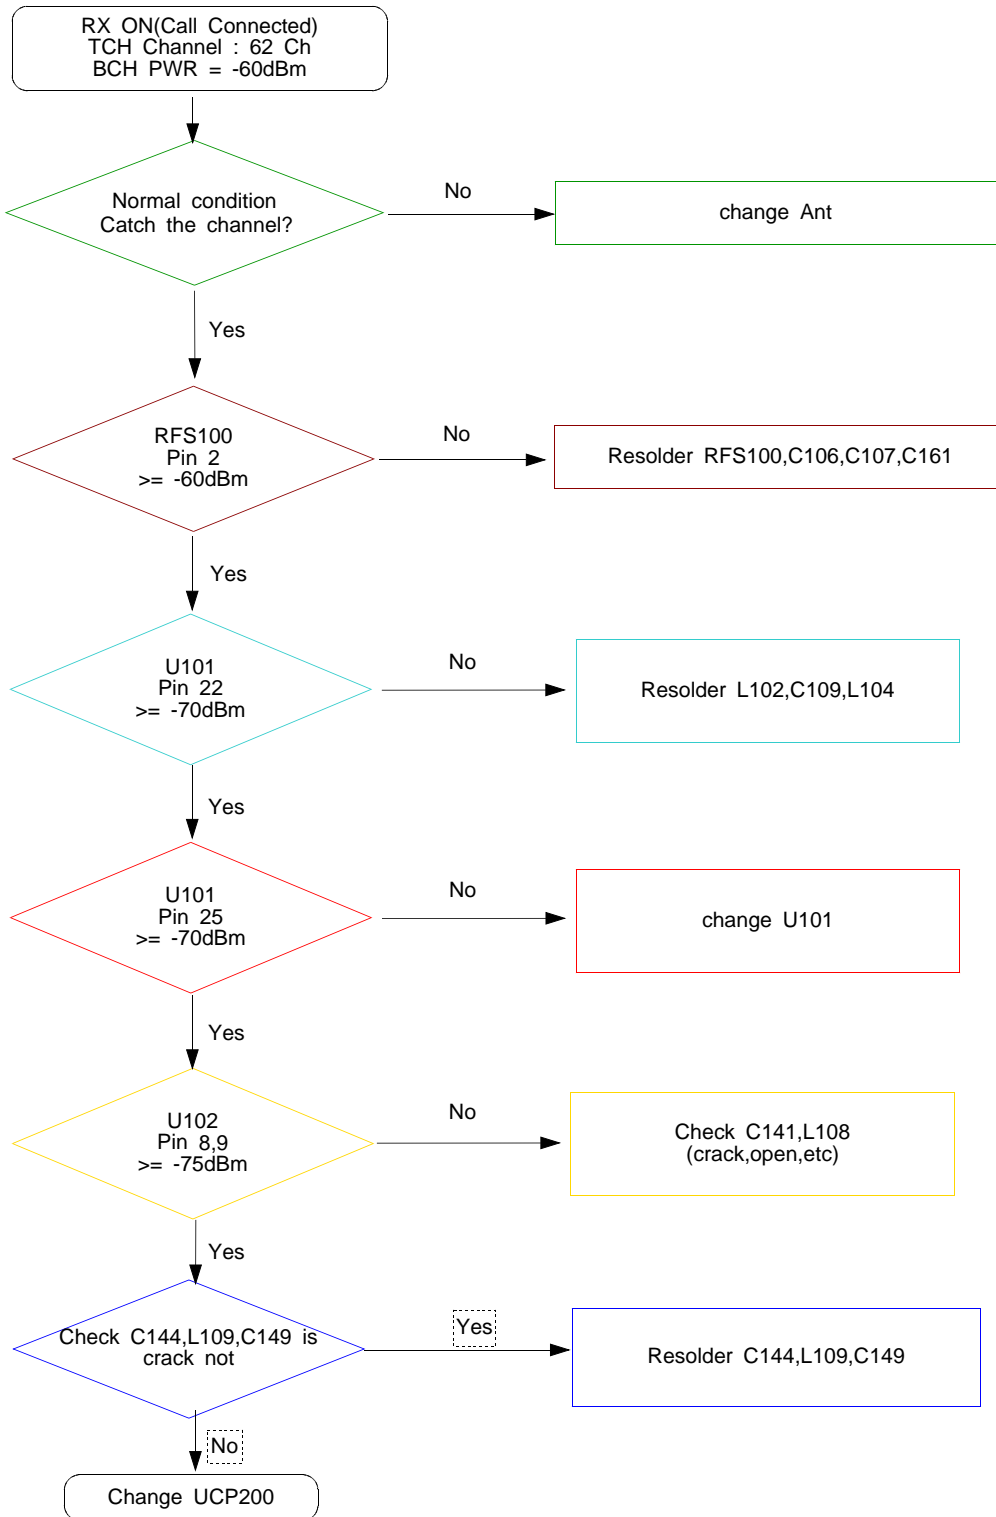 RX ON(Call Connected)
TCH Channel : 62 Ch
BCH PWR = -60dBm
Normal condition
Catch the channel?
No
change Ant
Yes
RFS100
Pin 2
>= -60dBm
No
Resolder RFS100,C106,C107,C161
Yes
U101
Pin 22
>= -70dBm
No
Resolder L102,C109,L104
Yes
U101
Pin 25
>= -70dBm
No
change U101
Yes
U102
Pin 8,9
>= -75dBm
No
Check C141,L108
(crack,open,etc)
Yes
Check C144,L109,C149 is
crack not
Yes
Resolder C144,L109,C149
No
Change UCP200